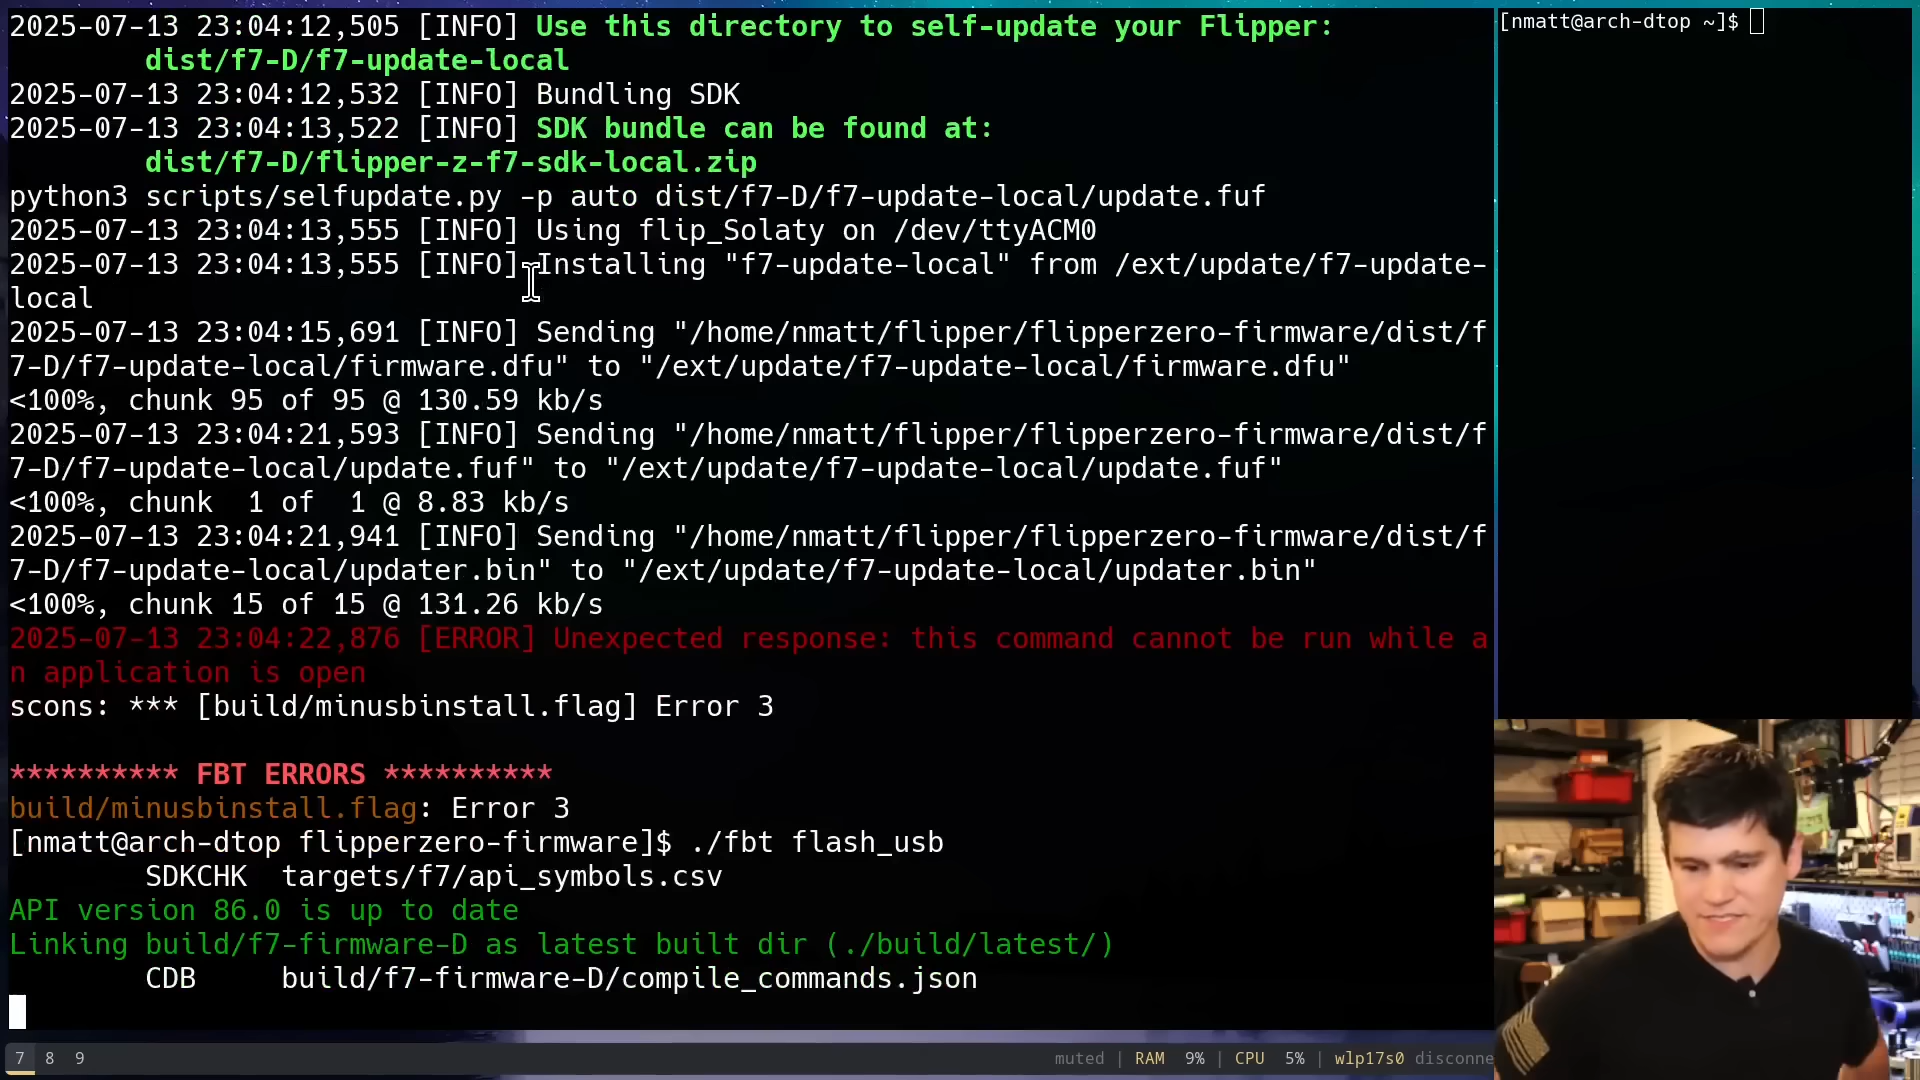 2025-07-13 23:04:12,505 [INFO] Use this directory to self-update your Flipper:
        dist/f7-D/f7-update-local
2025-07-13 23:04:12,532 [INFO] Bundling SDK
2025-07-13 23:04:13,522 [INFO] SDK bundle can be found at:
        dist/f7-D/flipper-z-f7-sdk-local.zip
python3 scripts/selfupdate.py -p auto dist/f7-D/f7-update-local/update.fuf
2025-07-13 23:04:13,555 [INFO] Using flip_Solaty on /dev/ttyACM0
2025-07-13 23:04:13,555 [INFO] Installing "f7-update-local" from /ext/update/f7-update-
local
2025-07-13 23:04:15,691 [INFO] Sending "/home/nmatt/flipper/flipperzero-firmware/dist/f
7-D/f7-update-local/firmware.dfu" to "/ext/update/f7-update-local/firmware.dfu"
<100%, chunk 95 of 95 @ 130.59 kb/s
2025-07-13 23:04:21,593 [INFO] Sending "/home/nmatt/flipper/flipperzero-firmware/dist/f
7-D/f7-update-local/update.fuf" to "/ext/update/f7-update-local/update.fuf"
<100%, chunk  1 of  1 @ 8.83 kb/s
2025-07-13 23:04:21,941 [INFO] Sending "/home/nmatt/flipper/flipperzero-firmware/dist/f
7-D/f7-update-local/updater.bin" to "/ext/update/f7-update-local/updater.bin"
<100%, chunk 15 of 15 @ 131.26 kb/s
2025-07-13 23:04:22,876 [ERROR] Unexpected response: this command cannot be run while a
n application is open
scons: *** [build/minusbinstall.flag] Error 3
********** FBT ERRORS **********
build/minusbinstall.flag: Error 3
[nmatt@arch-dtop flipperzero-firmware]$ ./fbt flash_usb
        SDKCHK  targets/f7/api_symbols.csv
API version 86.0 is up to date
Linking build/f7-firmware-D as latest built dir (./build/latest/)
        CDB     build/f7-firmware-D/compile_commands.json
[nmatt@arch-dtop ~]$
7 8 9
muted | RAM 9% | CPU 5% | wlp17s0 disconne